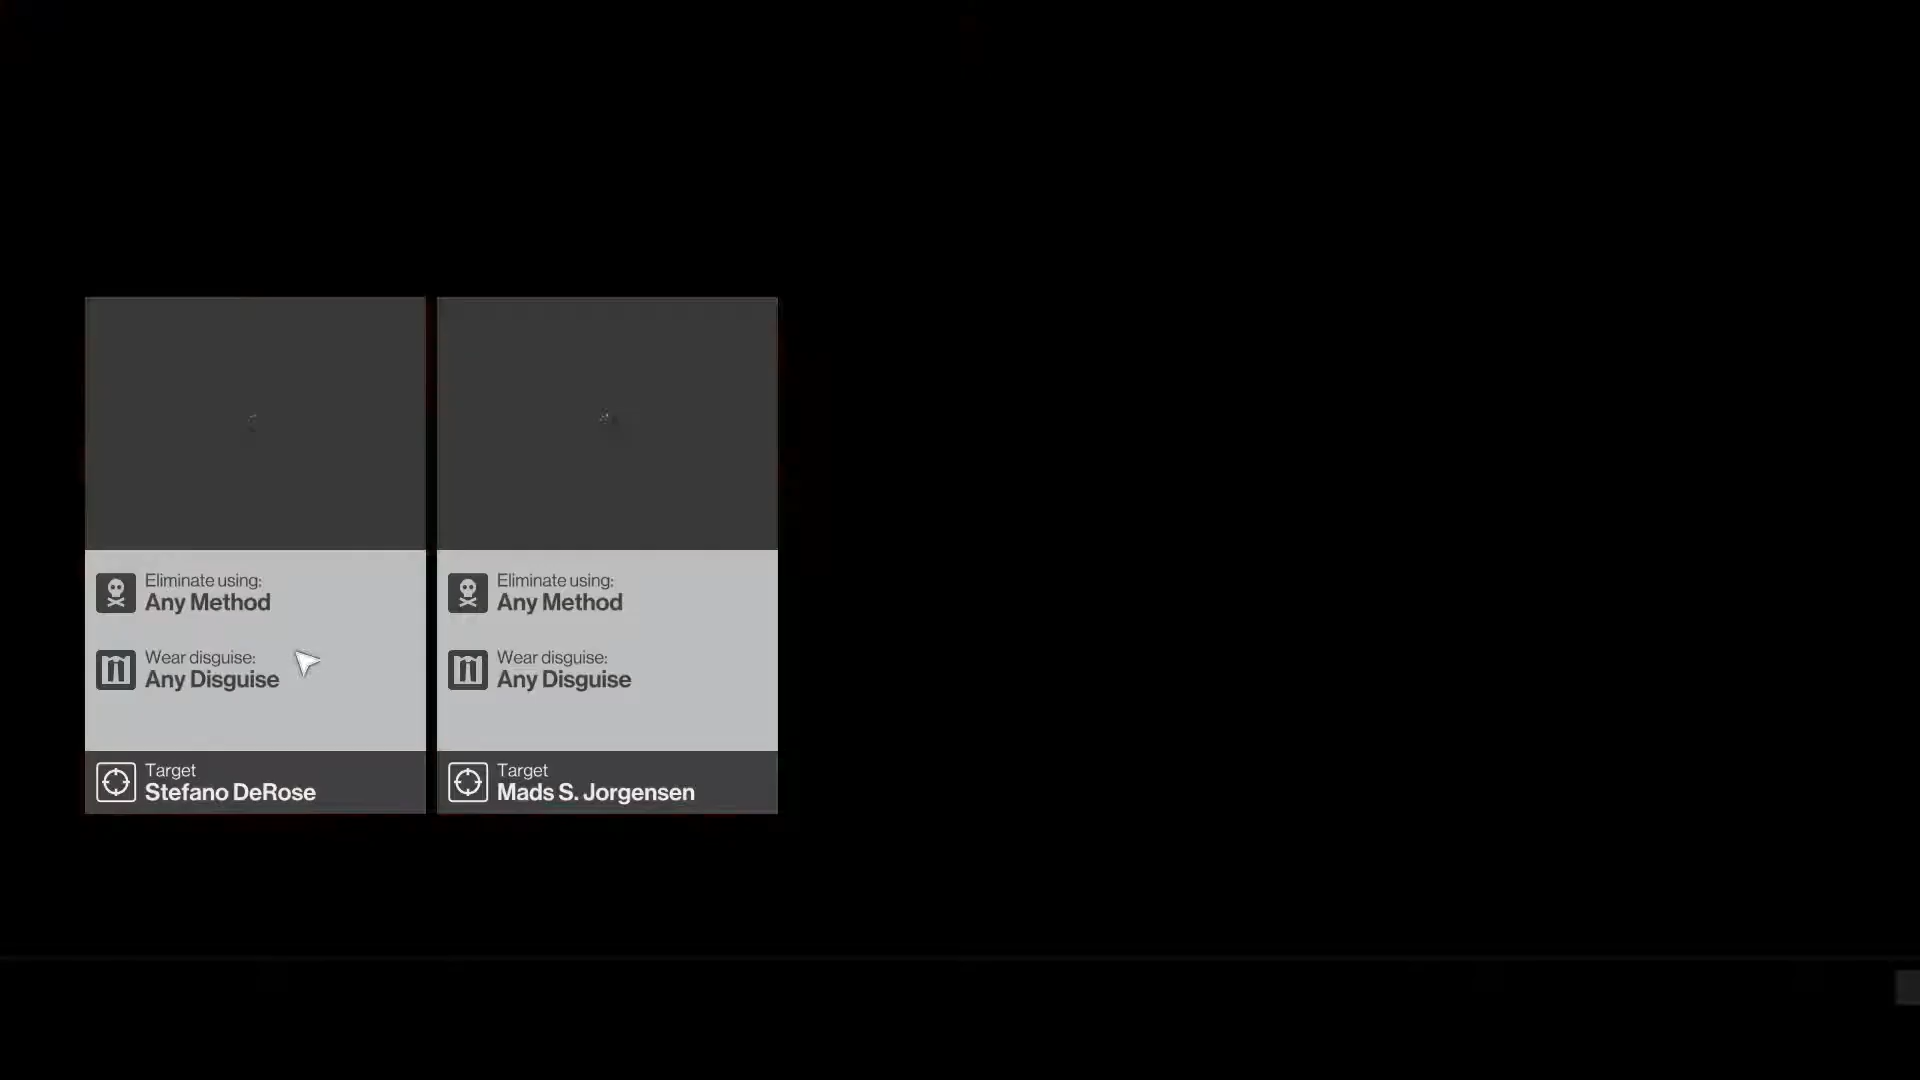 Eliminate using:
Any Method
Wear disguise:
Any Disguise
Target
Stefano DeRose
Eliminate using:
Any Method
Wear disguise:
Any Disguise
Target
Mads S. Jorgensen